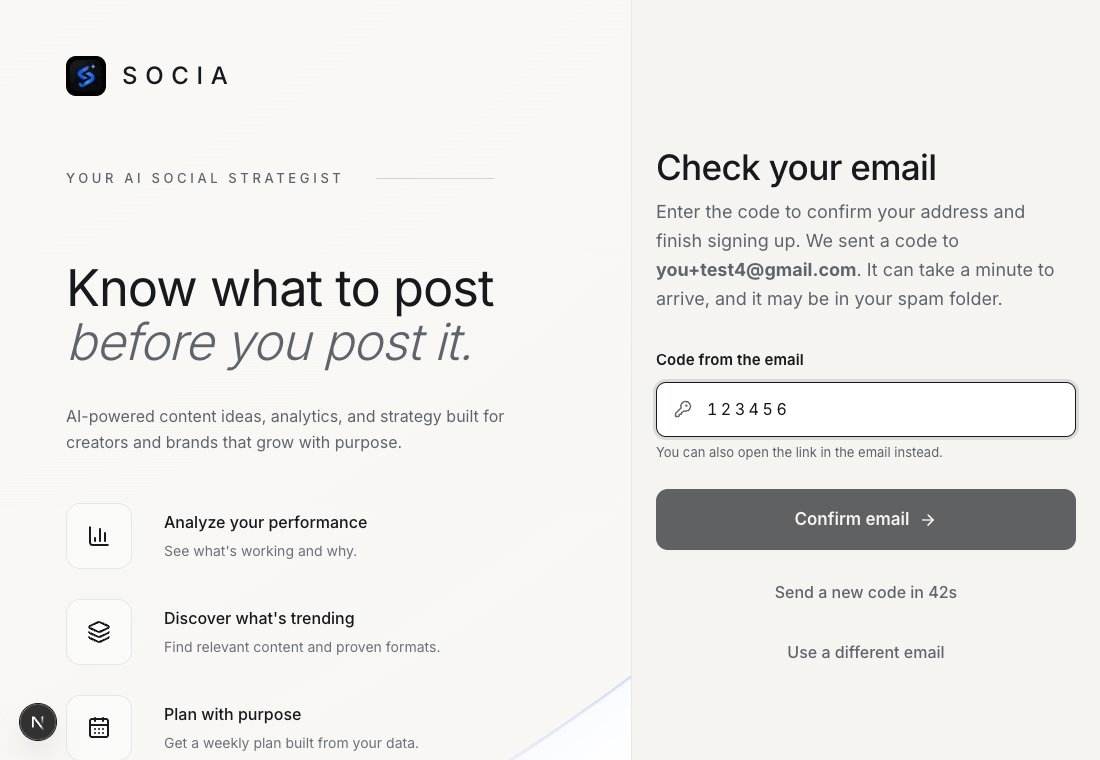 SOCIA
YOUR AI SOCIAL STRATEGIST
Know what to post
before you post it.
AI-powered content ideas, analytics, and strategy built for
creators and brands that grow with purpose.
Analyze your performance
See what's working and why.
Discover what's trending
Find relevant content and proven formats.
Plan with purpose
Get a weekly plan built from your data.
N
Check your email
Enter the code to confirm your address and
finish signing up. We sent a code to
you+test4@gmail.com. It can take a minute to
arrive, and it may be in your spam folder.
Code from the email
123456
You can also open the link in the email instead.
Confirm email →
Send a new code in 42s
Use a different email